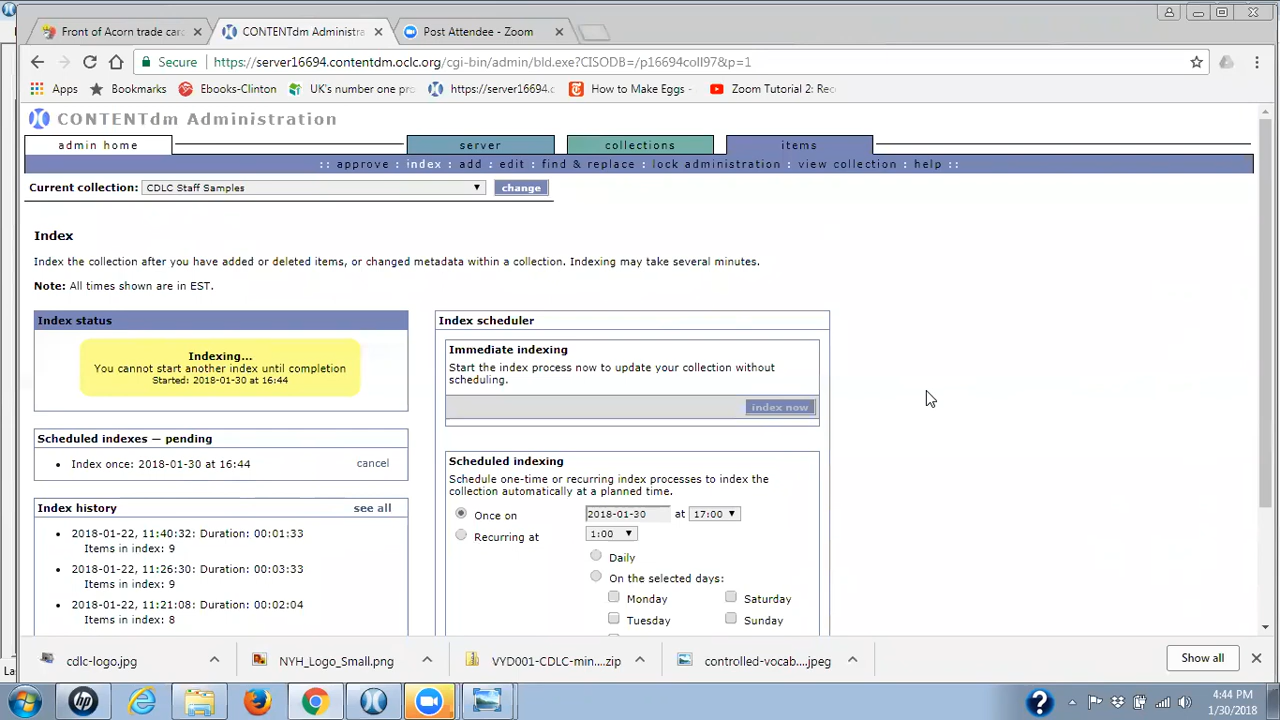 Front of Acorn trade car
CONTENTdm Administra
Post Attendee - Zoom
Secure
https://server16694.contentdm.oclc.org/cgi-bin/admin/bld.exe?CISODB=/p16694coll97&p=1
Apps
Bookmarks
Ebooks-Clinton
UK's number one pro
https://server16694.c
How to Make Eggs -
Zoom Tutorial 2: Rec
CONTENTdm Administration
admin home
server
collections
items
:: approve : index : add : edit : find & replace : lock administration : view collection : help ::
Current collection:
CDLC Staff Samples
change
Index
Index the collection after you have added or deleted items, or changed metadata within a collection. Indexing may take several minutes.
Note: All times shown are in EST.
Index status
Indexing...
You cannot start another index until completion
Started: 2018-01-30 at 16:44
Scheduled indexes — pending
Index once: 2018-01-30 at 16:44
cancel
Index history
see all
2018-01-22, 11:40:32: Duration: 00:01:33
Items in index: 9
2018-01-22, 11:26:30: Duration: 00:03:33
Items in index: 9
2018-01-22, 11:21:08: Duration: 00:02:04
Items in index: 8
Index scheduler
Immediate indexing
Start the index process now to update your collection without
scheduling.
index now
Scheduled indexing
Schedule one-time or recurring index processes to index the
collection automatically at a planned time.
Once on
2018-01-30
at
17:00
Recurring at
1:00
Daily
On the selected days:
Monday
Saturday
Tuesday
Sunday
cdlc-logo.jpg
NYH_Logo_Small.png
VYD001-CDLC-min....zip
controlled-vocab....jpeg
Show all
La
4:44 PM
1/30/2018